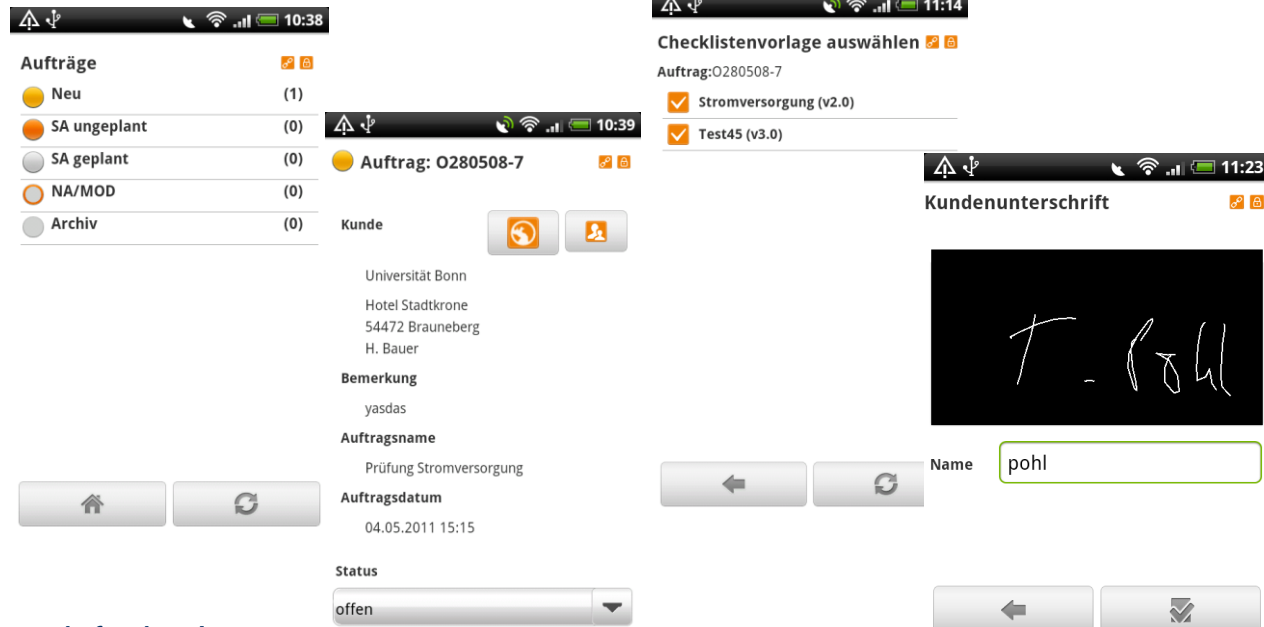 10:38
Aufträge
Neu (1)
SA ungeplant (0)
SA geplant (0)
NA/MOD (0)
Archiv (0)
10:39
Auftrag: O280508-7
Kunde
Universität Bonn
Hotel Stadtkrone
54472 Brauneberg
H. Bauer
Bemerkung
yasdas
Auftragsname
Prüfung Stromversorgung
Auftragsdatum
04.05.2011 15:15
Status
offen
11:14
Checklistenvorlage auswählen
Auftrag:O280508-7
Stromversorgung (v2.0)
Test45 (v3.0)
11:23
Kundenunterschrift
T. Pohl
Name pohl